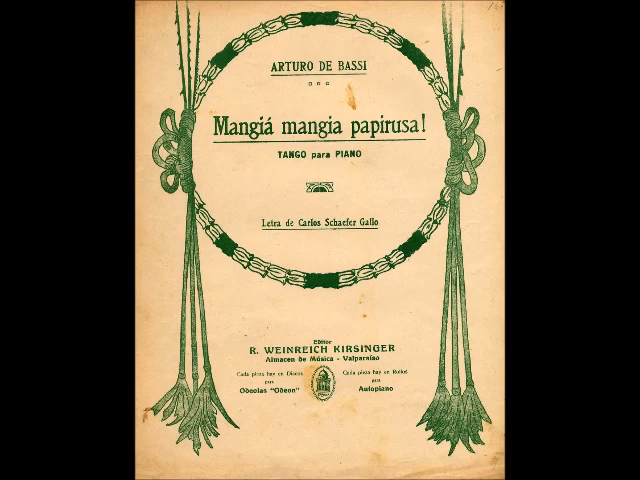 ARTURO DE BASSI
Mangiá mangia papirusa!
TANGO para PIANO
Letra de Carlos Schaefer Gallo
Editor
R. WEINREICH KIRSINGER
Almacen de Música - Valparaíso
Cada pieza hay en Discos
para
Odeolas "Odeon"
Cada pieza hay en Rollos
para
Autopiano